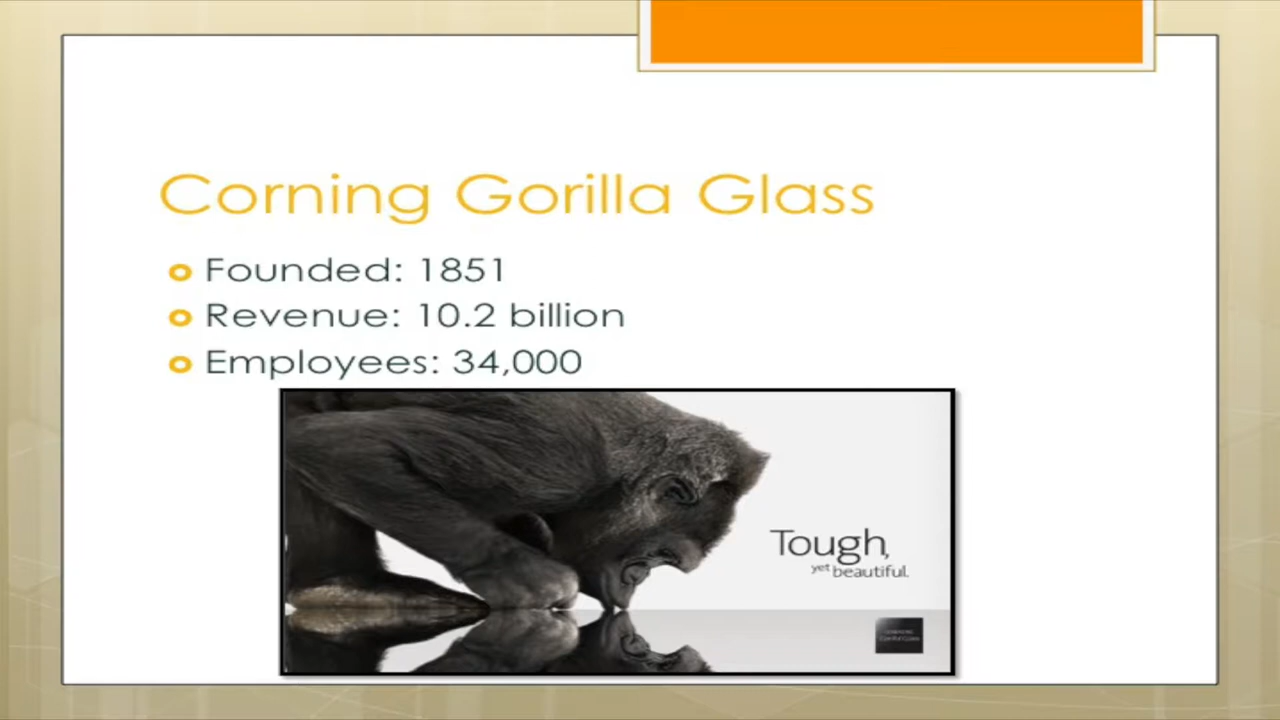 Corning Gorilla Glass
Founded: 1851
Revenue: 10.2 billion
Employees: 34,000
Tough,
yet beautiful.